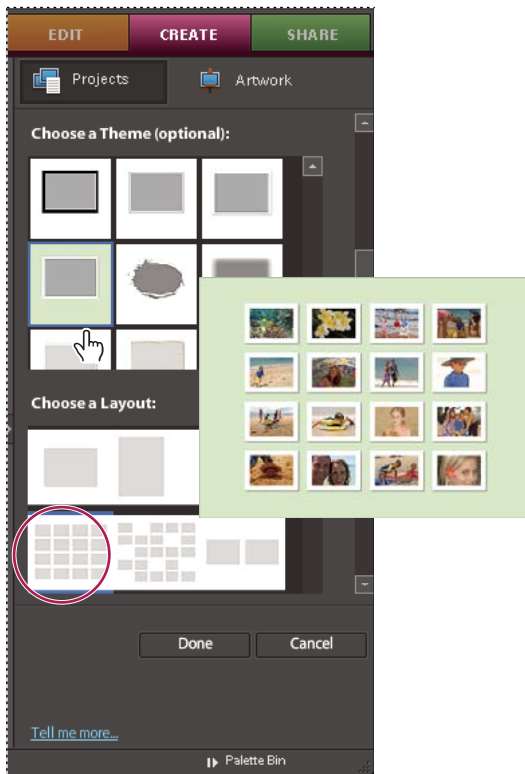 EDIT CREATE SHARE
Projects Artwork
Choose a Theme (optional):
Choose a Layout:
Done Cancel
Tell me more...
Palette Bin